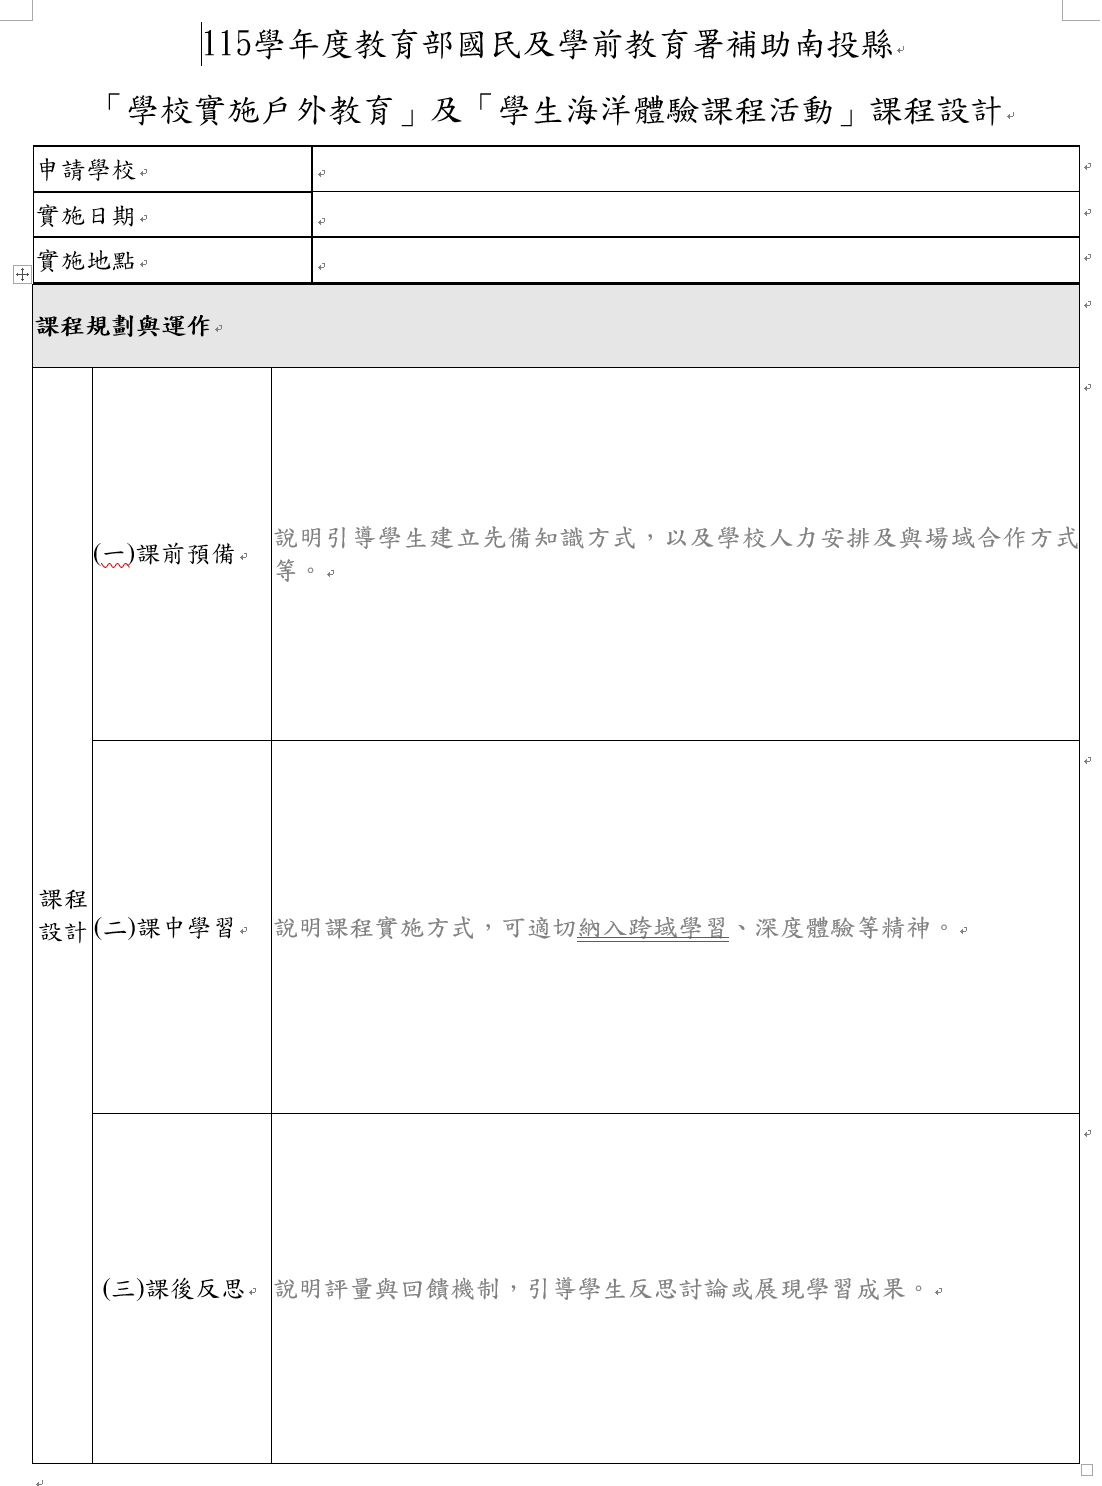 115學年度教育部國民及學前教育署補助南投縣
「學校實施戶外教育」及「學生海洋體驗課程活動」課程設計
申請學校
實施日期
實施地點
課程規劃與運作
課程
設計
(一)課前預備
說明引導學生建立先備知識方式，以及學校人力安排及與場域合作方式
等。
(二)課中學習
說明課程實施方式，可適切納入跨域學習、深度體驗等精神。
(三)課後反思
說明評量與回饋機制，引導學生反思討論或展現學習成果。